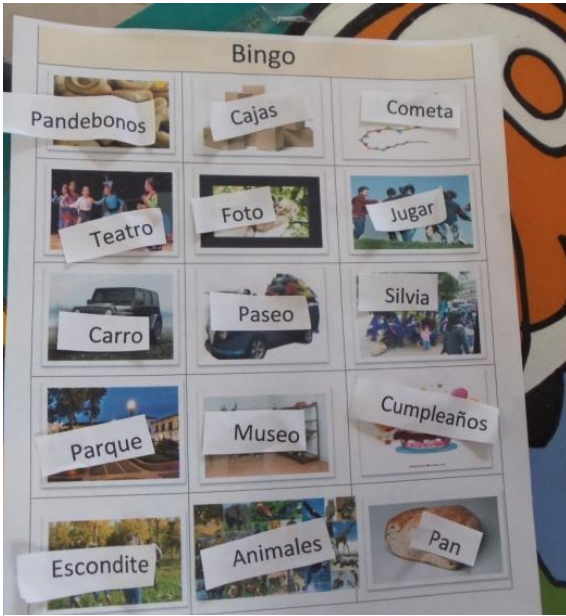 Bingo
Pandebonos
Cajas
Cometa
Teatro
Foto
Jugar
Carro
Paseo
Silvia
Parque
Museo
Cumpleaños
Escondite
Animales
Pan